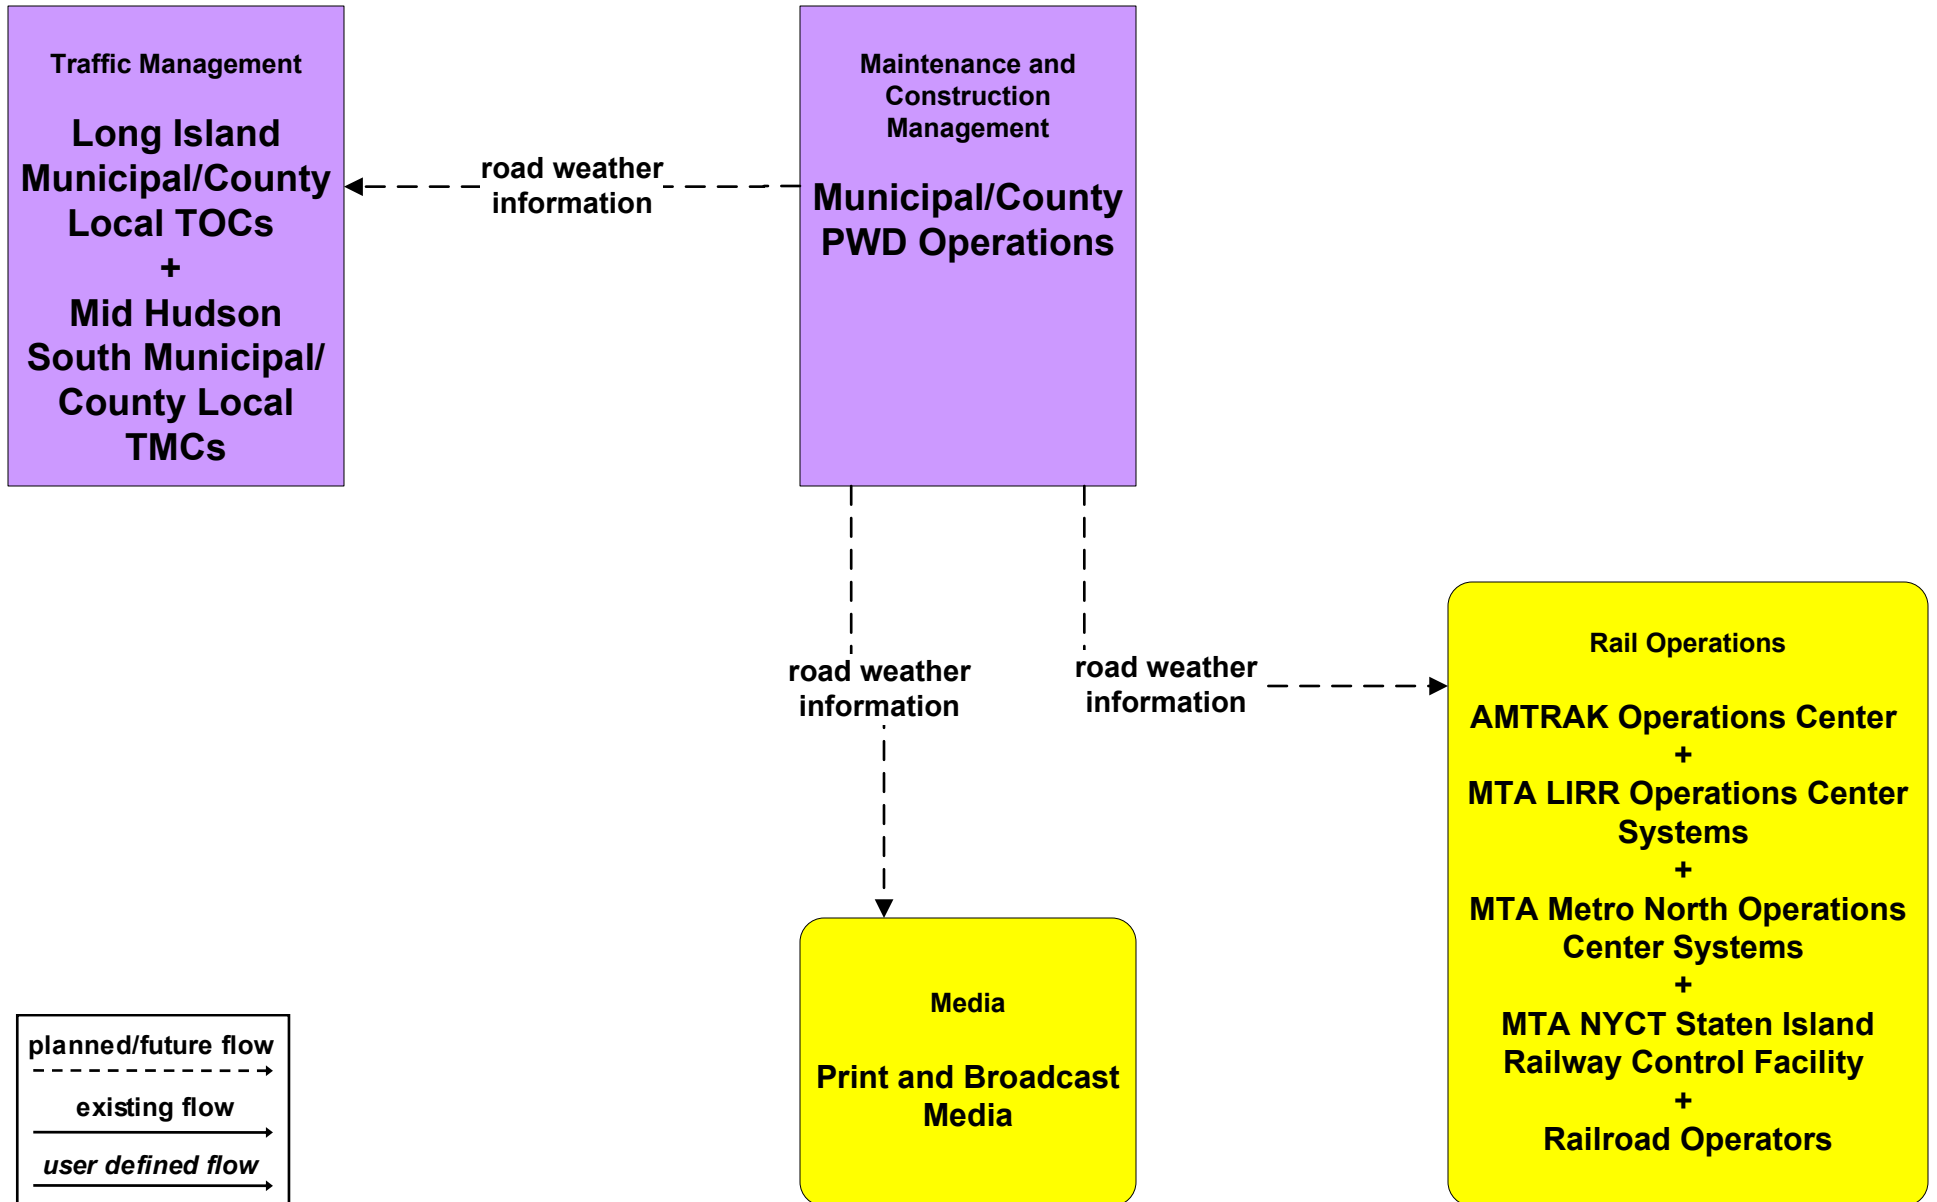 Traffic Management
Long Island
Municipal/County
Local TOCs
+
Mid Hudson
South Municipal/
County Local
TMCs
road weather
information
Maintenance and
Construction
Management
Municipal/County
PWD Operations
road weather
information
road weather
information
Rail Operations
AMTRAK Operations Center
+
MTA LIRR Operations Center
Systems
+
MTA Metro North Operations
Center Systems
+
MTA NYCT Staten Island
Railway Control Facility
+
Railroad Operators
Media
Print and Broadcast
Media
planned/future flow
existing flow
user defined flow